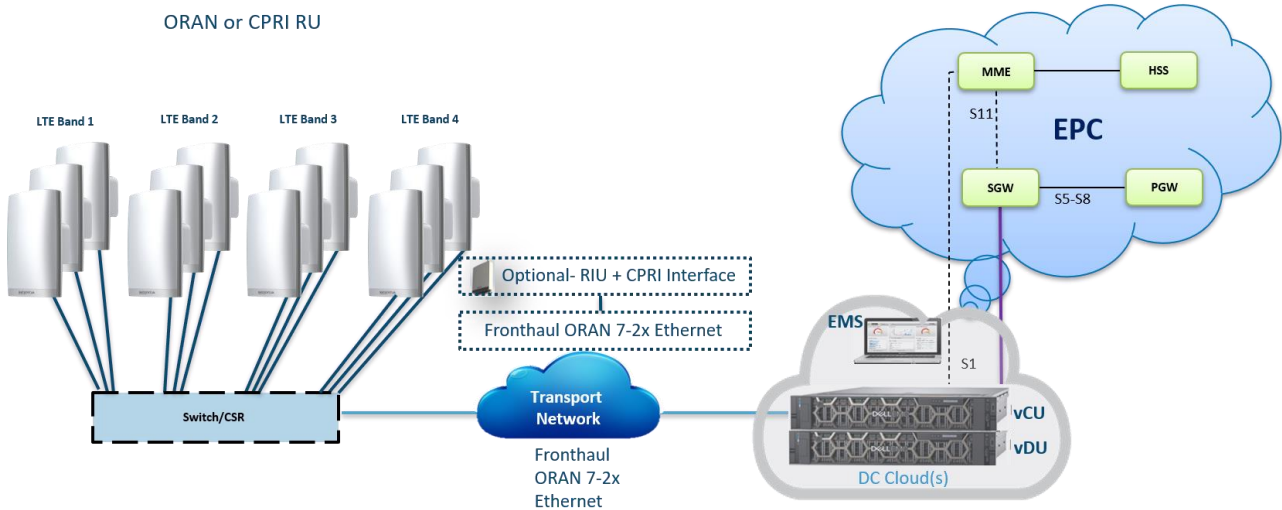 ORAN or CPRI RU
LTE Band 1
LTE Band 2
LTE Band 3
LTE Band 4
Optional- RIU + CPRI Interface
Fronthaul ORAN 7-2x Ethernet
Switch/CSR
Transport
Network
Fronthaul
ORAN 7-2x
Ethernet
MME
HSS
S11
EPC
SGW
PGW
S5-S8
EMS
S1
DELL
vCU
DELL
vDU
DC Cloud(s)